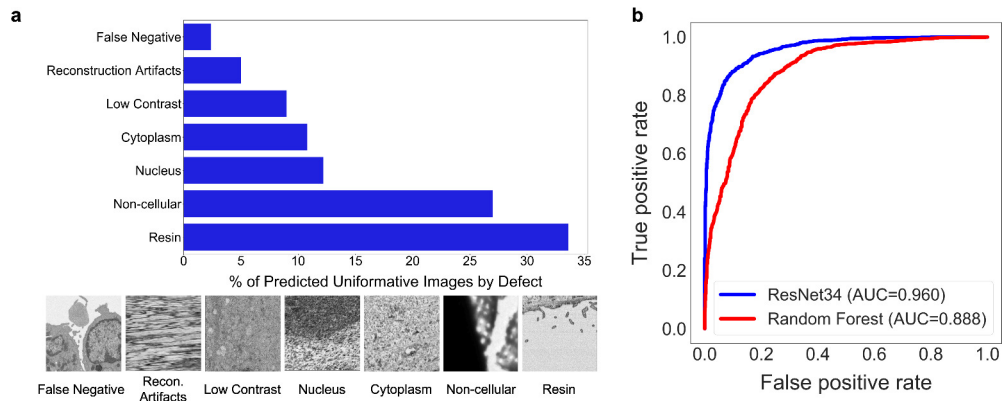 a
False Negative
Reconstruction Artifacts
Low Contrast
Cytoplasm
Nucleus
Non-cellular
Resin
0 5 10 15 20 25 30 35
% of Predicted Uniformative Images by Defect
False Negative
Recon.
Artifacts
Low Contrast
Nucleus
Cytoplasm
Non-cellular
Resin
b
True positive rate
1.0
0.8
0.6
0.4
0.2
0.0
ResNet34 (AUC=0.960)
Random Forest (AUC=0.888)
0.0 0.2 0.4 0.6 0.8 1.0
False positive rate